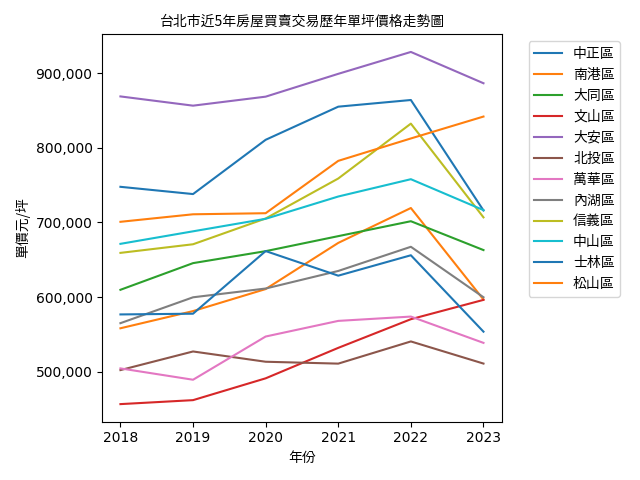 台北市近5年房屋買賣交易歷年單坪價格走勢圖
單價元/坪
900,000
800,000
700,000
600,000
500,000
2018
2019
2020
2021
2022
2023
年份
中正區
南港區
大同區
文山區
大安區
北投區
萬華區
內湖區
信義區
中山區
士林區
松山區